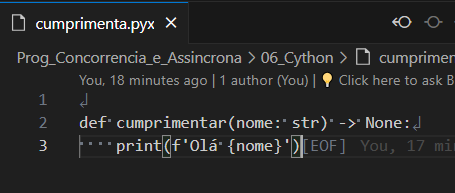 cumprimenta.pyx
Prog_Concorrencia_e_Assincrona > 06_Cython > cumprimen
You, 18 minutes ago | 1 author (You) | Click here to ask B
1 ↲
2 def cumprimentar(nome: str) -> None:↲
3 ····print(f'Olá {nome}')[EOF] You, 17 min